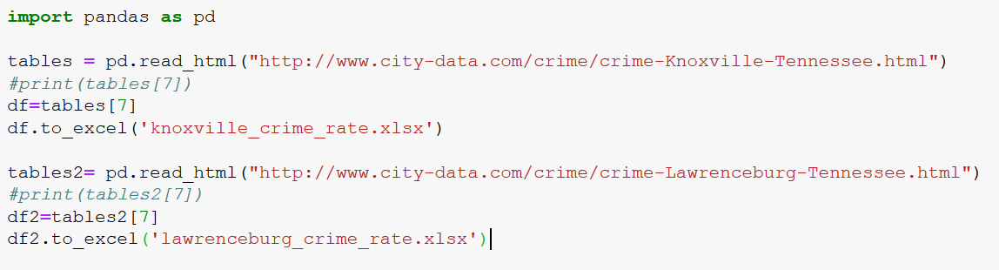 import pandas as pd
tables = pd.read_html("http://www.city-data.com/crime/crime-Knoxville-Tennessee.html")
#print(tables[7])
df=tables[7]
df.to_excel('knoxville_crime_rate.xlsx')
tables2= pd.read_html("http://www.city-data.com/crime/crime-Lawrenceburg-Tennessee.html")
#print(tables2[7])
df2=tables2[7]
df2.to_excel('lawrenceburg_crime_rate.xlsx')